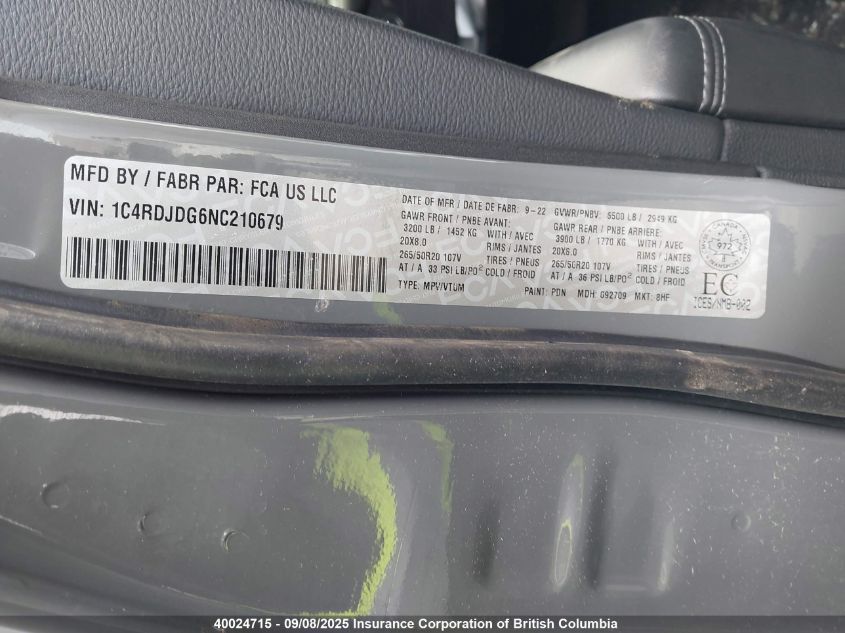 MFD BY / FABR PAR: FCA US LLC
VIN: 1C4RDJDG6NC210679
DATE OF MFR / DATE DE FABR: 9-22 GVWR/PNBV: 6500 LB / 2949 KG
GAWR FRONT / PNBE AVANT: GAWR REAR / PNBE ARRIERE:
3200 LB / 1452 KG WITH / AVEC 3900 LB / 1770 KG WITH / AVEC
20X8.0 RIMS / JANTES 20X8.0 RIMS / JANTES
265/50R20 107V TIRES / PNEUS 265/50R20 107V TIRES / PNEUS
AT / A 33 PSI LB/PO² COLD / FROID AT / A 36 PSI LB/PO² COLD / FROID
TYPE: MPV/VTUM PAINT: PDN MDH: 092709 MXT: 8HF
CANADA
972
TRANSPORT
EC
ICES/NMB-002
40024715 - 09/08/2025 Insurance Corporation of British Columbia